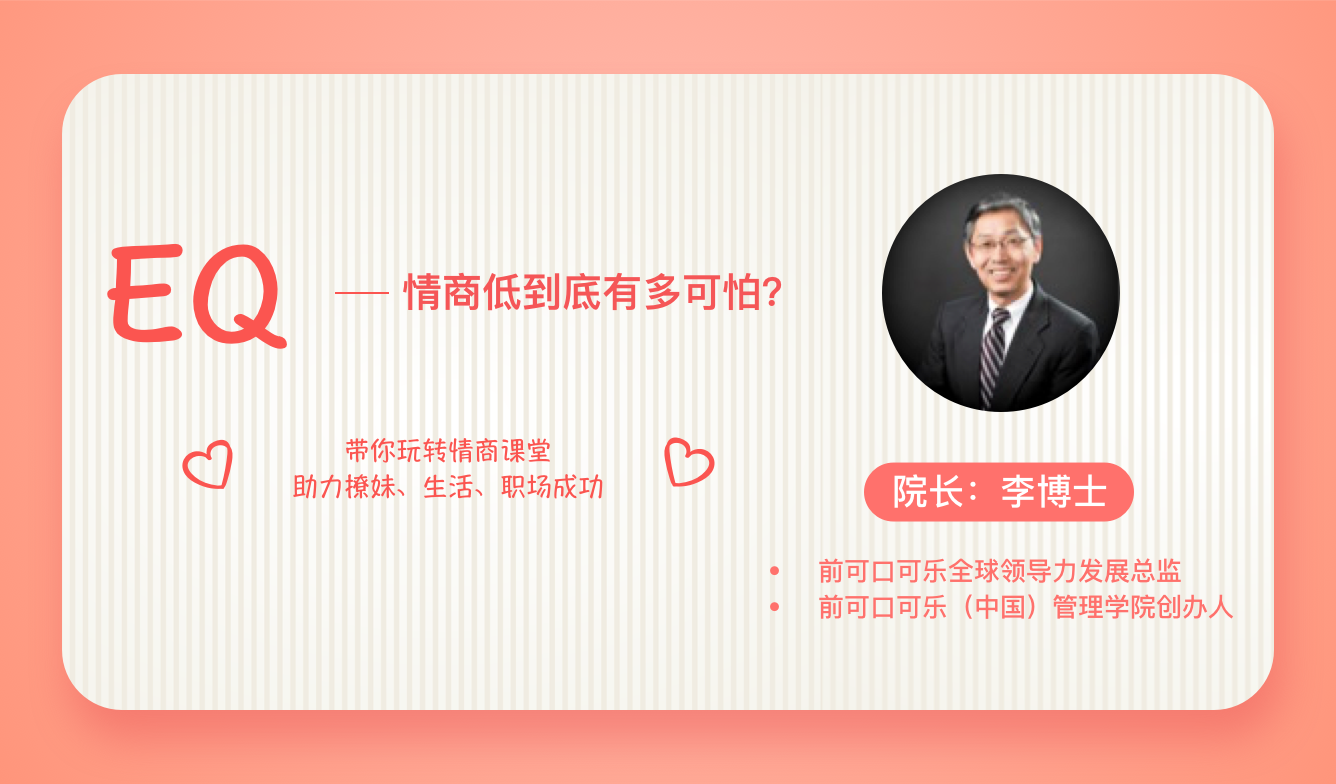 EQ
——情商低到底有多可怕?
带你玩转情商课堂
助力撩妹、生活、职场成功
院长：李博士
• 前可口可乐全球领导力发展总监
• 前可口可乐（中国）管理学院创办人